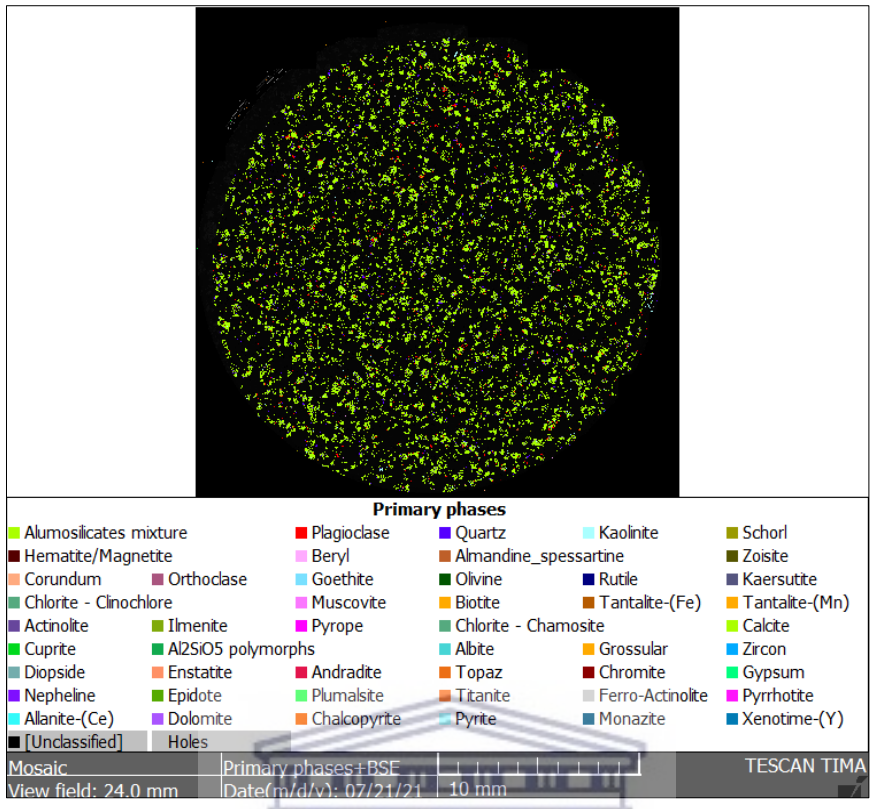 Primary phases
Alumosilicates mixture Plagioclase Quartz Kaolinite Schorl
Hematite/Magnetite Beryl Almandine_spessartine Zoisite
Corundum Orthoclase Goethite Olivine Rutile Kaersutite
Chlorite - Clinochlore Muscovite Biotite Tantalite-(Fe) Tantalite-(Mn)
Actinolite Ilmenite Pyrope Chlorite - Chamosite Calcite
Cuprite Al2SiO5 polymorphs Albite Grossular Zircon
Diopside Enstatite Andradite Topaz Chromite Gypsum
Nepheline Epidote Plumalsite Titanite Ferro-Actinolite Pyrrhotite
Allanite-(Ce) Dolomite Chalcopyrite Pyrite Monazite Xenotime-(Y)
[Unclassified] Holes
Mosaic Primary phases+BSE TESCAN TIMA
View field: 24.0 mm Date(m/d/y): 07/21/21 10 mm